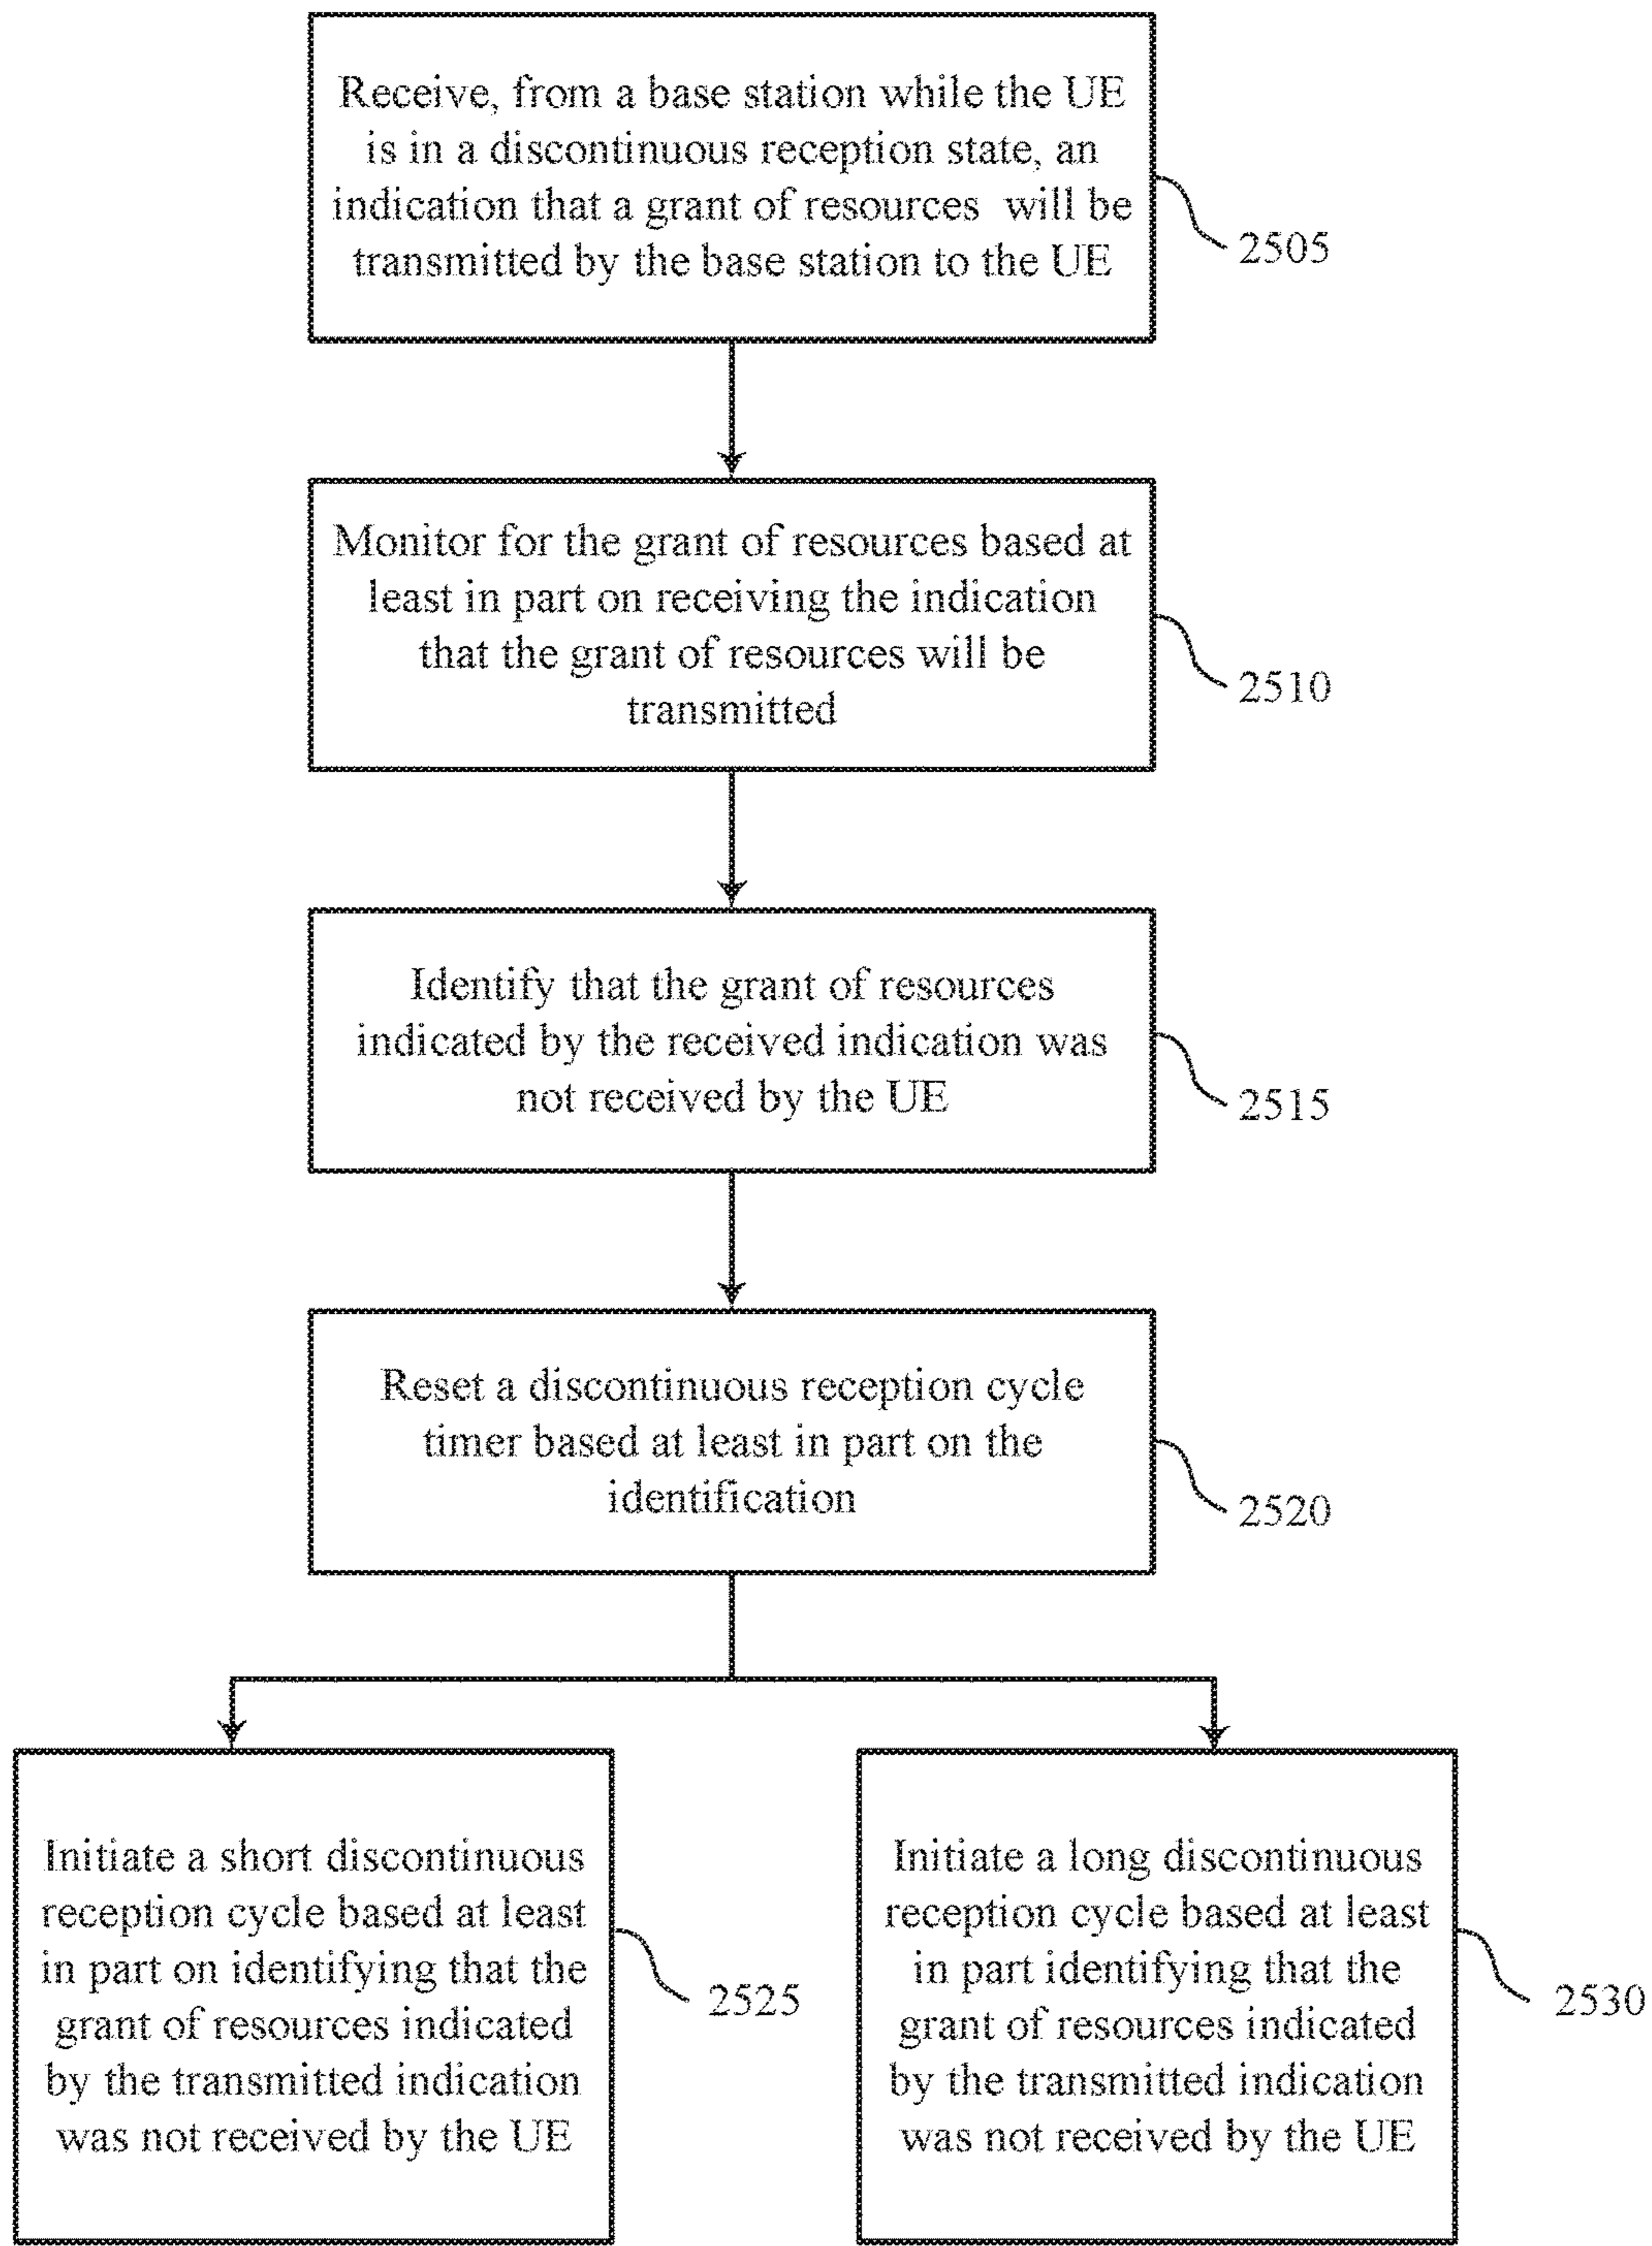 Receive, from a base station while the UE
is in a discontinuous reception state, an
indication that a grant of resources will be
transmitted by the base station to the UE
2505
Monitor for the grant of resources based at
least in part on receiving the indication
that the grant of resources will be
transmitted
2510
Identify that the grant of resources
indicated by the received indication was
not received by the UE
2515
Reset a discontinuous reception cycle
timer based at least in part on the
identification
2520
Initiate a short discontinuous
reception cycle based at least
in part on identifying that the
grant of resources indicated
by the transmitted indication
was not received by the UE
2525
Initiate a long discontinuous
reception cycle based at least
in part identifying that the
grant of resources indicated
by the transmitted indication
was not received by the UE
2530